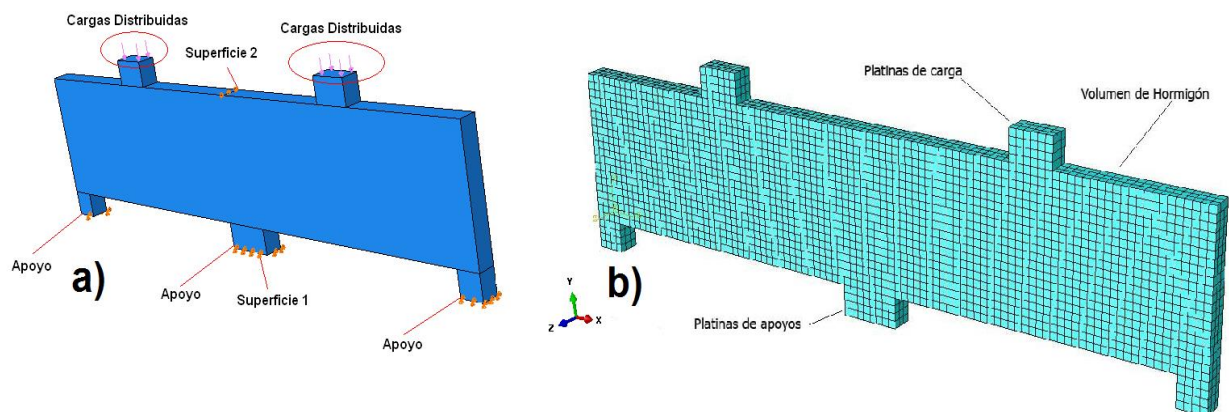 Cargas Distribuidas
Cargas Distribuidas
Superficie 2
Apoyo
Apoyo
Superficie 1
Apoyo
a)
Platinas de carga
Volumen de Hormigón
Platinas de apoyos
Y
Z
X
b)